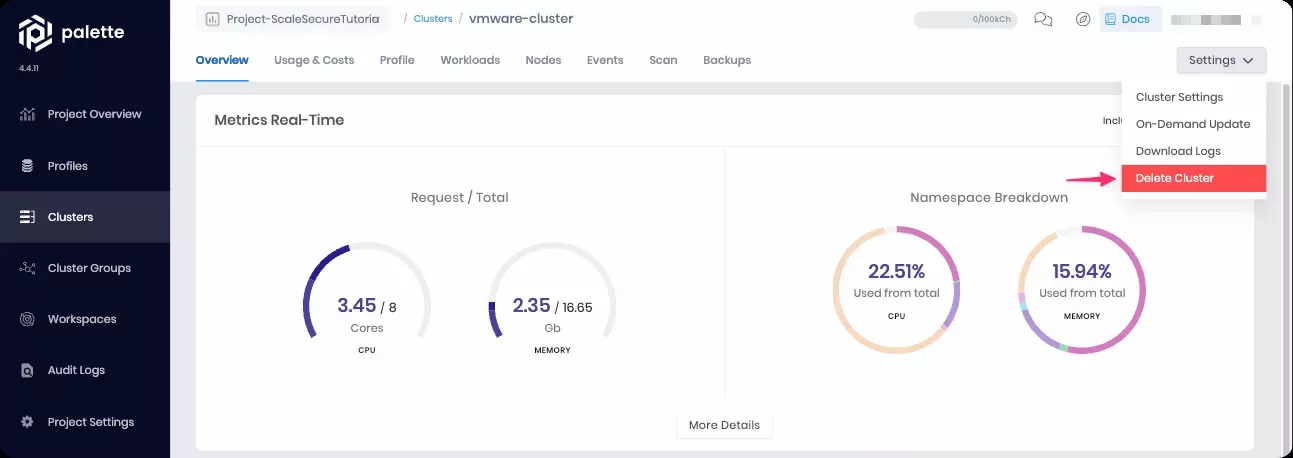 palette
4.4.11
Project Overview
Profiles
Clusters
Cluster Groups
Workspaces
Audit Logs
Project Settings
Project-ScaleSecureTutoria
/ Clusters / vmware-cluster
0/100kCh
Docs
Overview Usage & Costs Profile Workloads Nodes Events Scan Backups
Settings
Cluster Settings
On-Demand Update
Download Logs
Delete Cluster
Metrics Real-Time
Request / Total
3.45 / 8
Cores
CPU
2.35 / 16.65
Gb
MEMORY
Namespace Breakdown
22.51%
Used from total
CPU
15.94%
Used from total
MEMORY
More Details